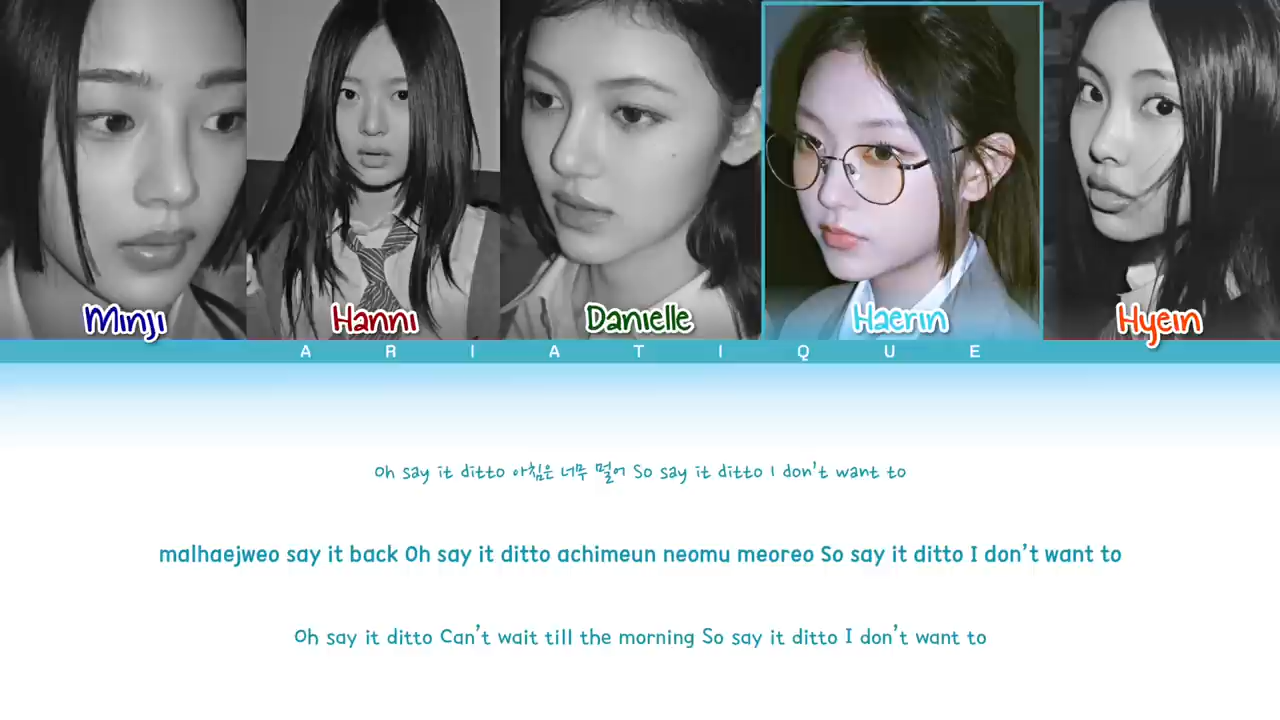 Minji Hanni Danielle Haerin Hyein
A R I A T I Q U E
Oh say it ditto 아침은 너무 멀어 So say it ditto I don't want to
malhaejweo say it back Oh say it ditto achimeun neomu meoreo So say it ditto I don't want to
Oh say it ditto Can't wait till the morning So say it ditto I don't want to